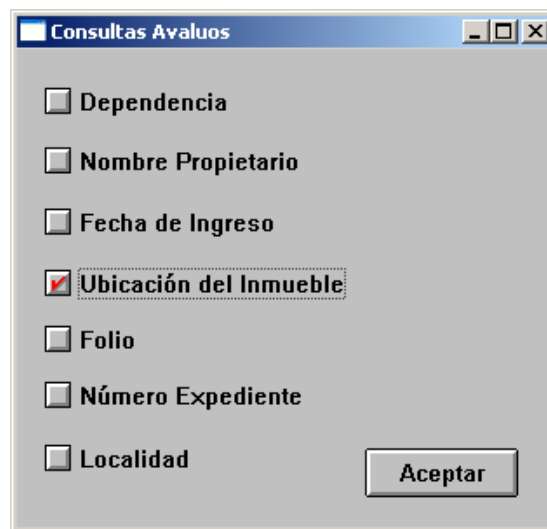 Consultas Avaluos
Dependencia
Nombre Propietario
Fecha de Ingreso
Ubicación del Inmueble
Folio
Número Expediente
Localidad
Aceptar